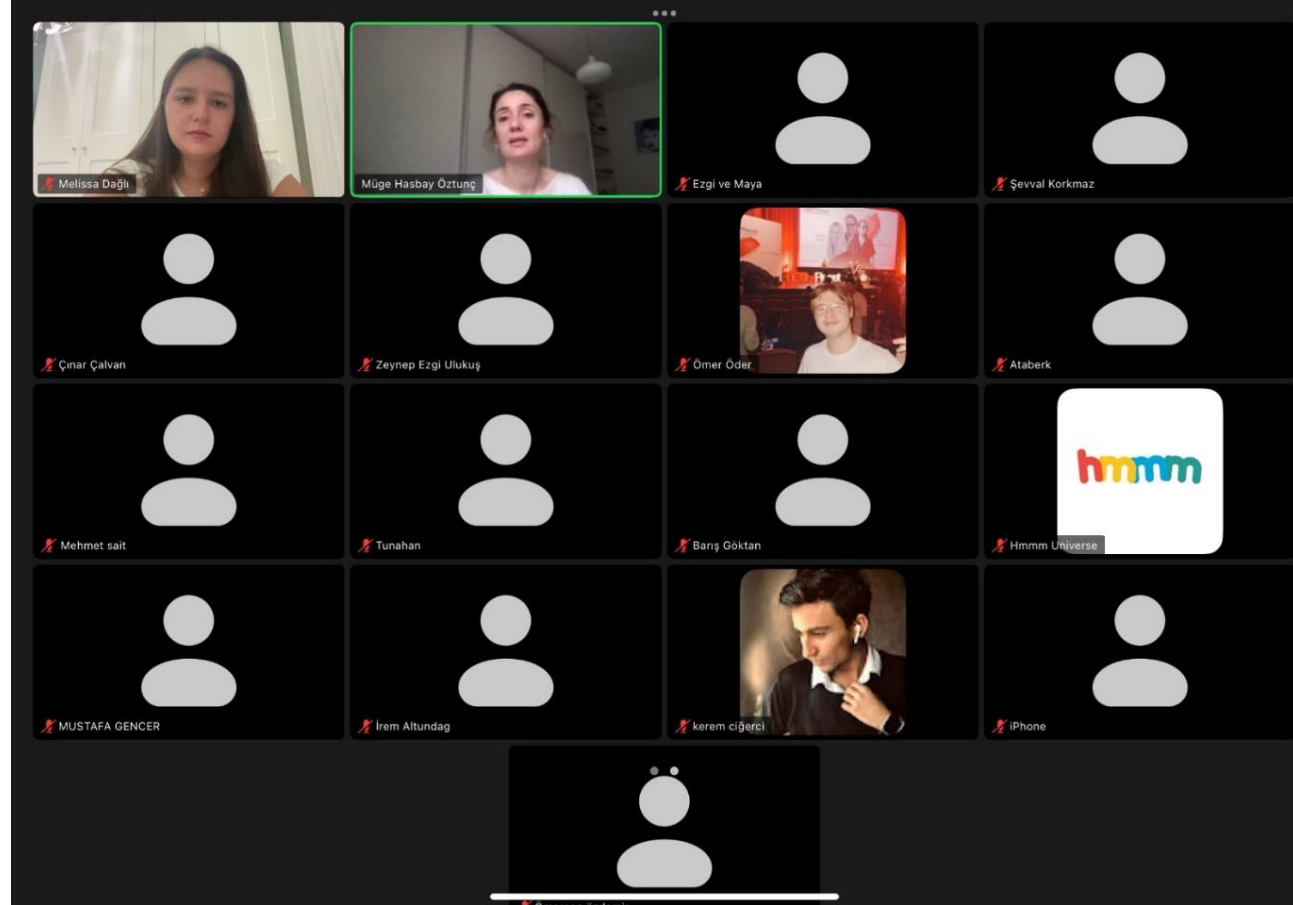 Melissa Dağlı
Müge Hasbay Öztunç
Ezgi ve Maya
Şevval Korkmaz
Çınar Çalvan
Zeynep Ezgi Ulukuş
Ömer Öder
Ataberk
Mehmet sait
Tunahan
Barış Göktan
hmmm
Hmmm Universe
MUSTAFA GENCER
İrem Altundag
kerem ciğerci
iPhone